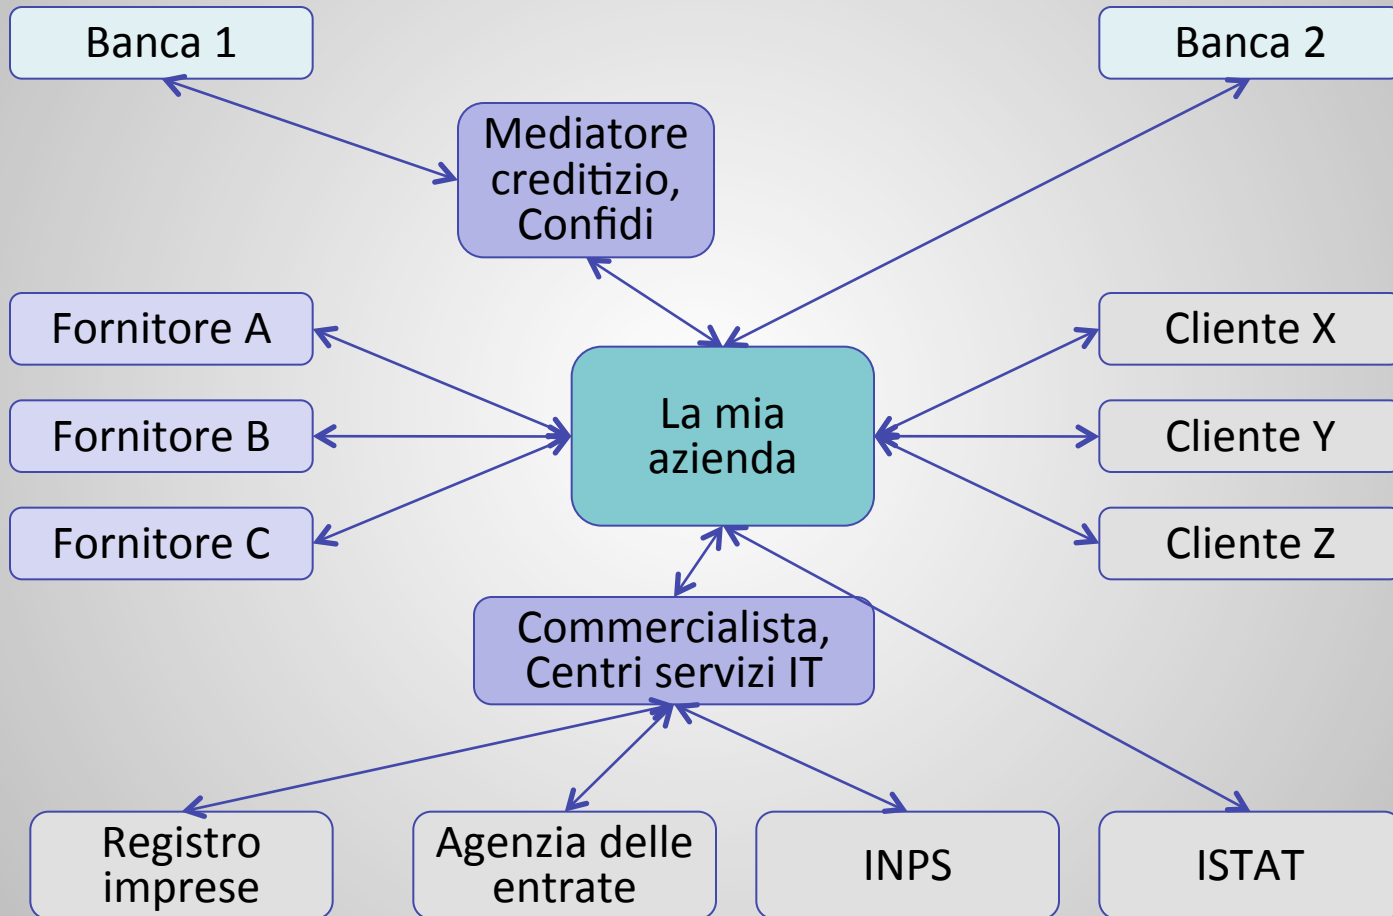 Banca 1
Banca 2
Mediatore
creditizio,
Confidi
Fornitore A
Cliente X
La mia
azienda
Fornitore B
Cliente Y
Fornitore C
Cliente Z
Commercialista,
Centri servizi IT
Registro
imprese
Agenzia delle
entrate
INPS
ISTAT